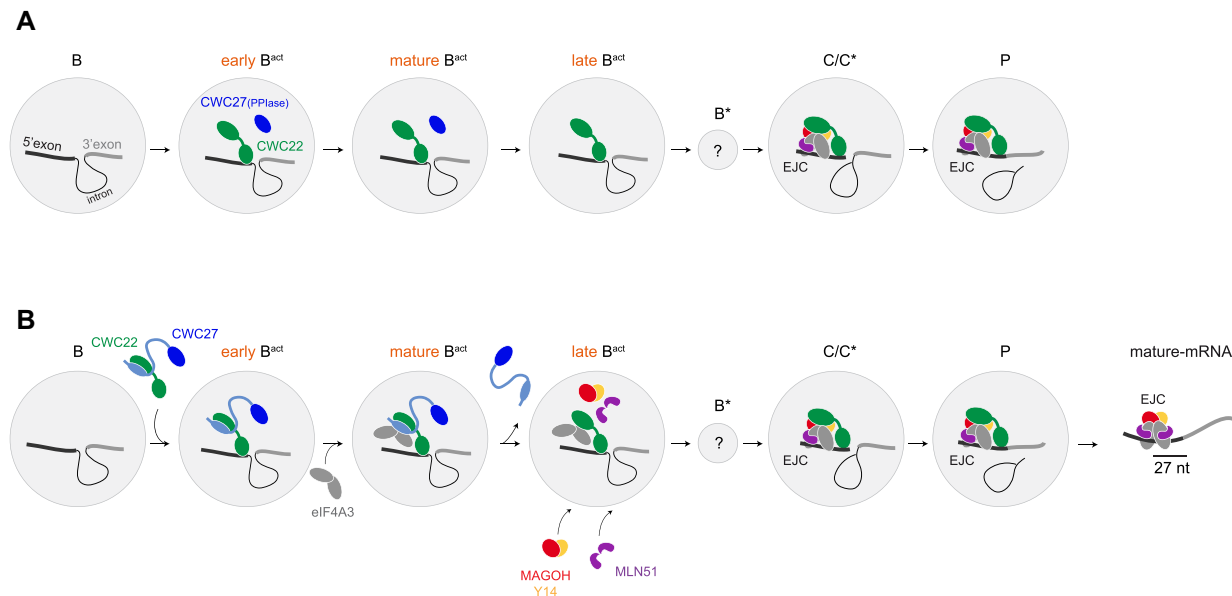 A
B
early Bact
mature Bact
late Bact
B*
C/C*
P
CWC27(PPIase)
CWC22
5'exon
3'exon
intron
?
EJC
EJC
B
CWC22
CWC27
B
early Bact
mature Bact
late Bact
B*
C/C*
P
mature-mRNA
EJC
?
EJC
EJC
27 nt
eIF4A3
MAGOH
Y14
MLN51